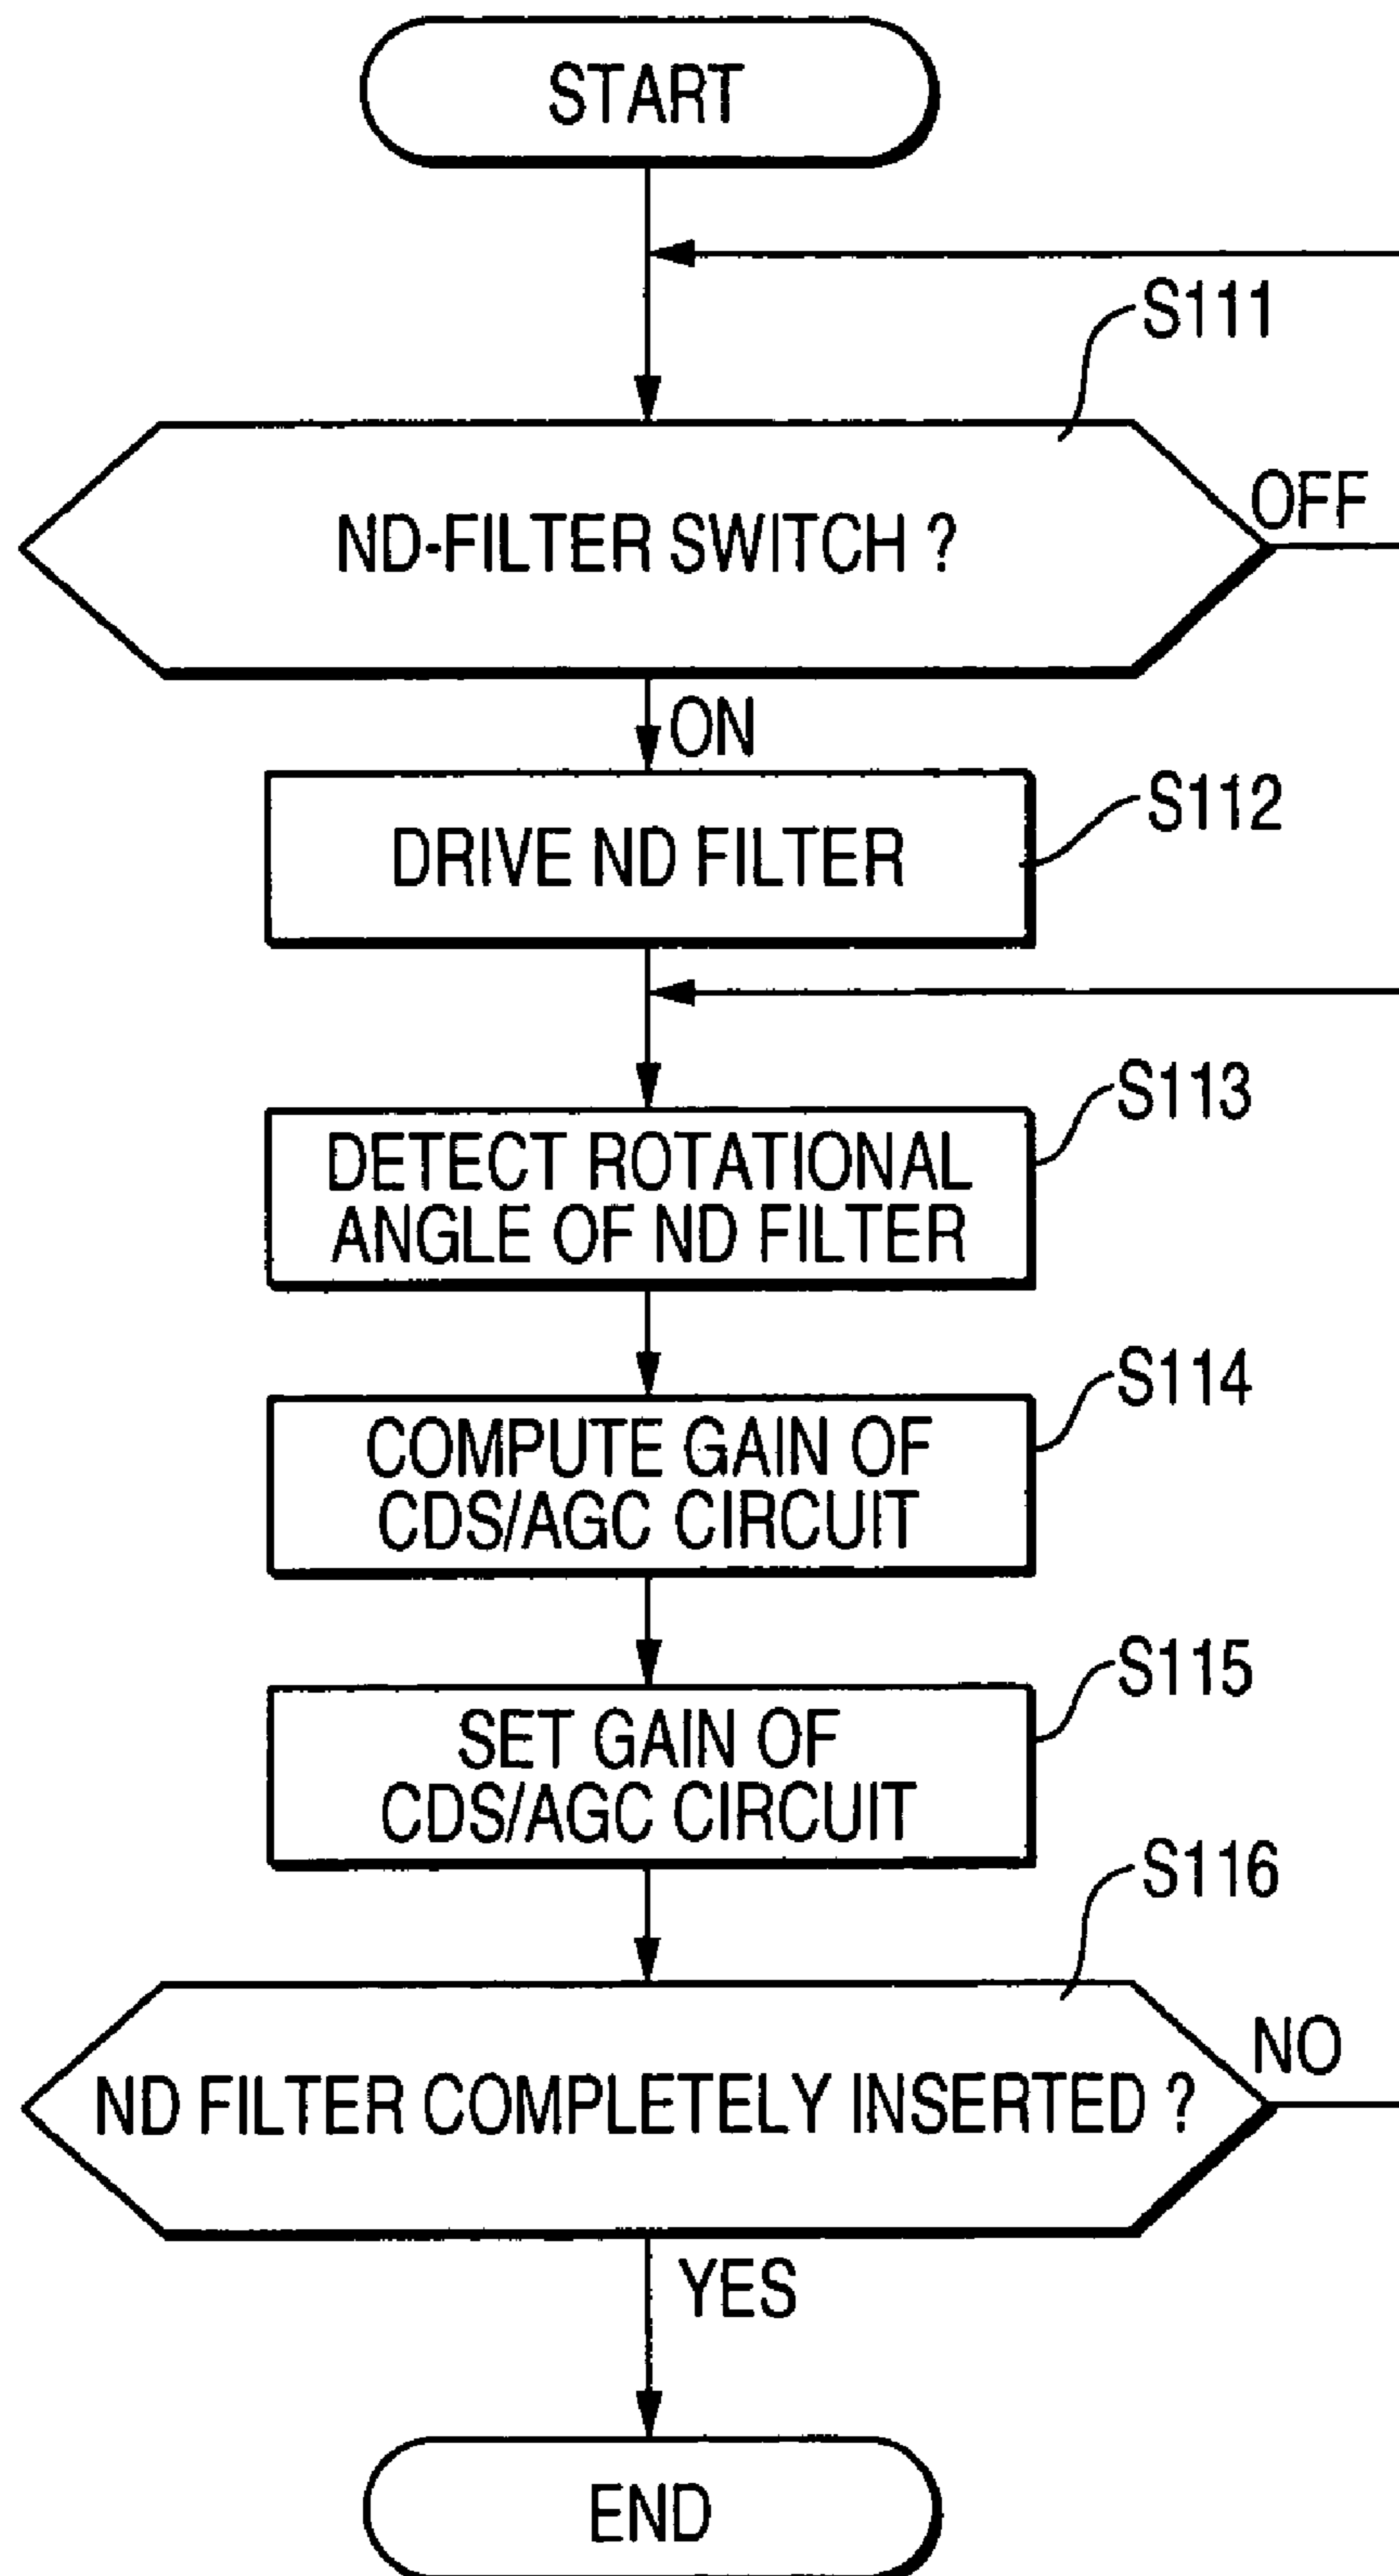 START
S111
ND-FILTER SWITCH ?
OFF
ON
S112
DRIVE ND FILTER
S113
DETECT ROTATIONAL
ANGLE OF ND FILTER
S114
COMPUTE GAIN OF
CDS/AGC CIRCUIT
S115
SET GAIN OF
CDS/AGC CIRCUIT
S116
ND FILTER COMPLETELY INSERTED ?
NO
YES
END